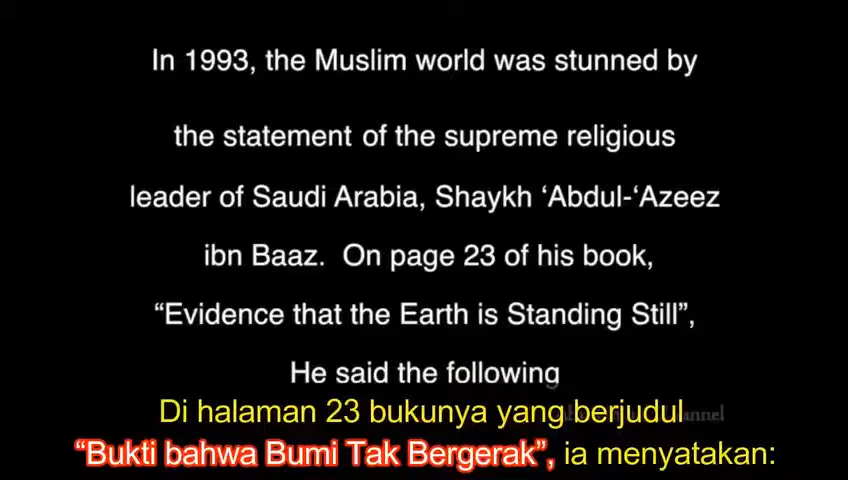 In 1993, the Muslim world was stunned by
the statement of the supreme religious
leader of Saudi Arabia, Shaykh ‘Abdul-‘Azeez
ibn Baaz. On page 23 of his book,
“Evidence that the Earth is Standing Still”,
He said the following
Di halaman 23 bukunya yang berjudul
“Bukti bahwa Bumi Tak Bergerak”, ia menyatakan: